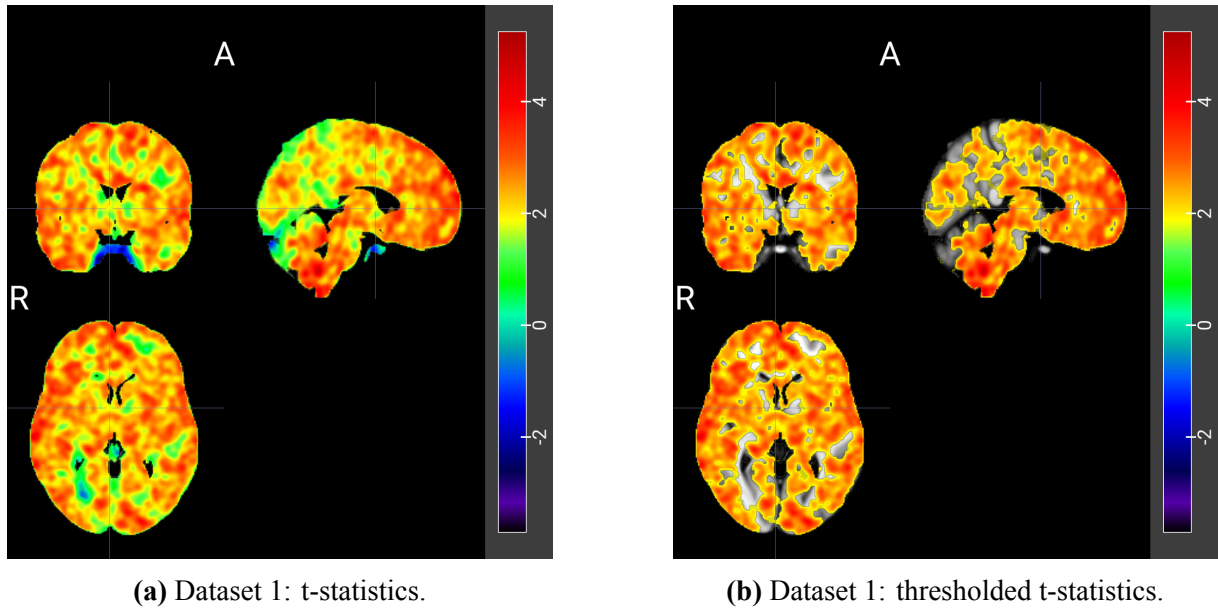 A
4
2
0
-2
R
(a) Dataset 1: t-statistics.
A
4
2
0
-2
R
(b) Dataset 1: thresholded t-statistics.